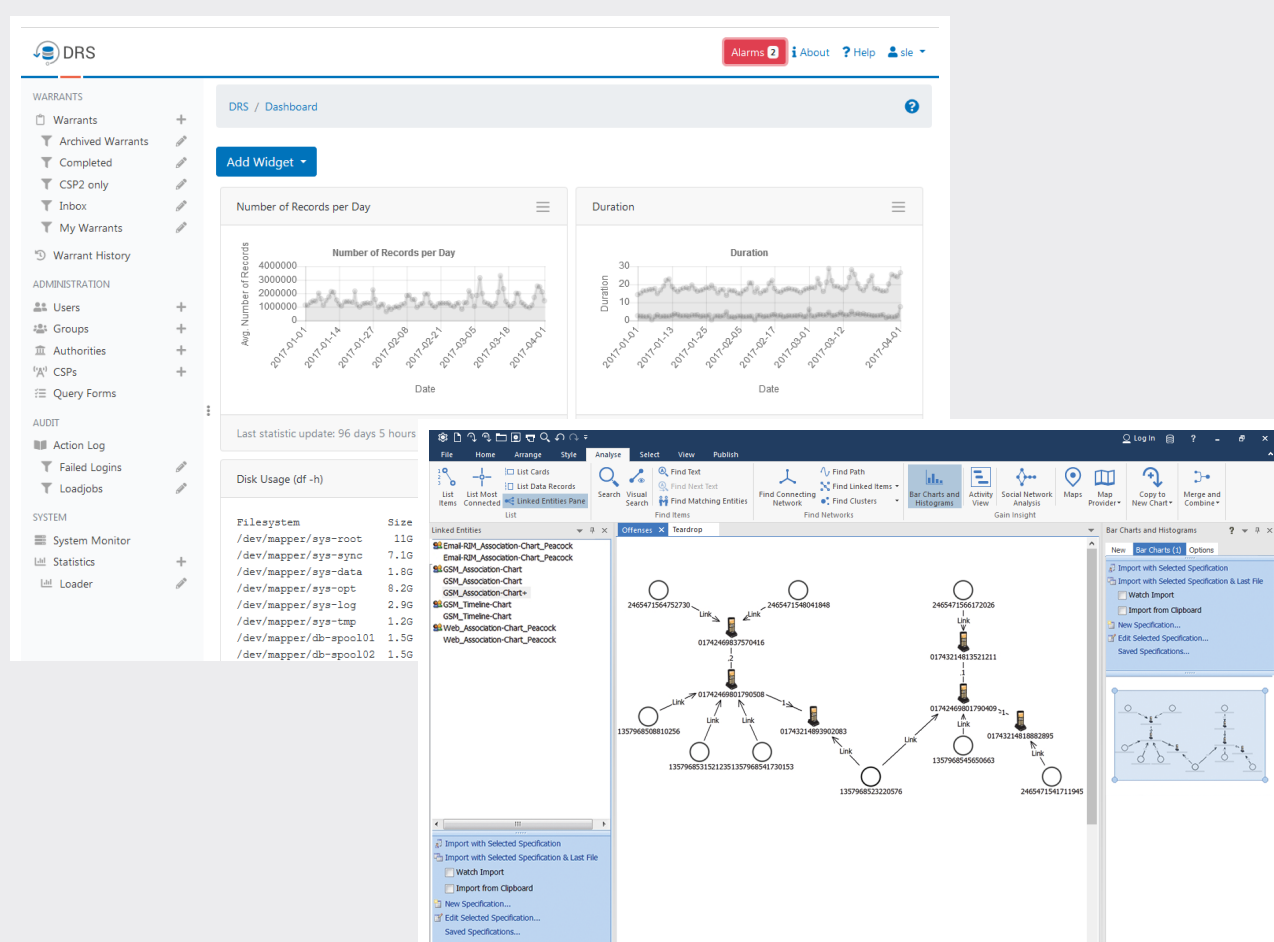 DRS
Alarms 2
About
Help
sle
WARRANTS
Warrants
Archived Warrants
Completed
CSP2 only
Inbox
My Warrants
Warrant History
ADMINISTRATION
Users
Groups
Authorities
CSPs
Query Forms
AUDIT
Action Log
Failed Logins
Loadjobs
SYSTEM
System Monitor
Statistics
Loader
DRS / Dashboard
Add Widget
Number of Records per Day
Number of Records per Day
Avg. Number of Records
4000000
3000000
2000000
1000000
0
2017-01-01
2017-01-14
2017-01-27
2017-02-08
2017-02-21
2017-03-05
2017-03-18
2017-04-01
Date
Duration
Duration
Duration
30
20
10
0
2017-01-01
2017-01-13
2017-01-25
2017-02-05
2017-02-17
2017-03-01
2017-03-12
2017-04-01
Date
Last statistic update: 96 days 5 hours
Disk Usage (df -h)
Filesystem Size
/dev/mapper/sys-root 11G
/dev/mapper/sys-sync 7.1G
/dev/mapper/sys-data 1.8G
/dev/mapper/sys-opt 8.2G
/dev/mapper/sys-log 2.9G
/dev/mapper/sys-tmp 1.2G
/dev/mapper/db-spool01 1.5G
/dev/mapper/db-spool02 1.5G
Log In ?
File Home Arrange Style Analyse Select View Publish
List Items
List Most Connected
List Cards
List Data Records
Linked Entities Pane
List
Search
Visual Search
Find Text
Find Next Text
Find Matching Entities
Find Items
Find Connecting Network
Find Path
Find Linked Items
Find Clusters
Find Networks
Bar Charts and Histograms
Activity View
Social Network Analysis
Maps
Map Provider
Gain Insight
Copy to New Chart
Merge and Combine
Linked Entities
Email-RIM_Association-Chart_Peacock
Email-RIM_Association-Chart_Peacock
GSM_Association-Chart
GSM_Association-Chart
GSM_Association-Chart+
GSM_Timeline-Chart
GSM_Timeline-Chart
Web_Association-Chart_Peacock
Web_Association-Chart_Peacock
Import with Selected Specification
Import with Selected Specification & Last File
Watch Import
Import from Clipboard
New Specification...
Edit Selected Specification...
Saved Specifications...
Offenses Teardrop
2465471564752730
2465471548041848
2465471566172026
Link
Link
Link
01742469837570416
01743214813521211
2
1
01742469801790508
01742469801790409
Link
1
1
Link
Link
1357968508810256
01743214893902083
01743214818882895
Link
Link
Link
Link
13579685315212351357968541730153
1357968545650663
1357968523220576
2465471541711945
Bar Charts and Histograms ?
New Bar Charts (1) Options
Import with Selected Specification
Import with Selected Specification & Last File
Watch Import
Import from Clipboard
New Specification...
Edit Selected Specification...
Saved Specifications...